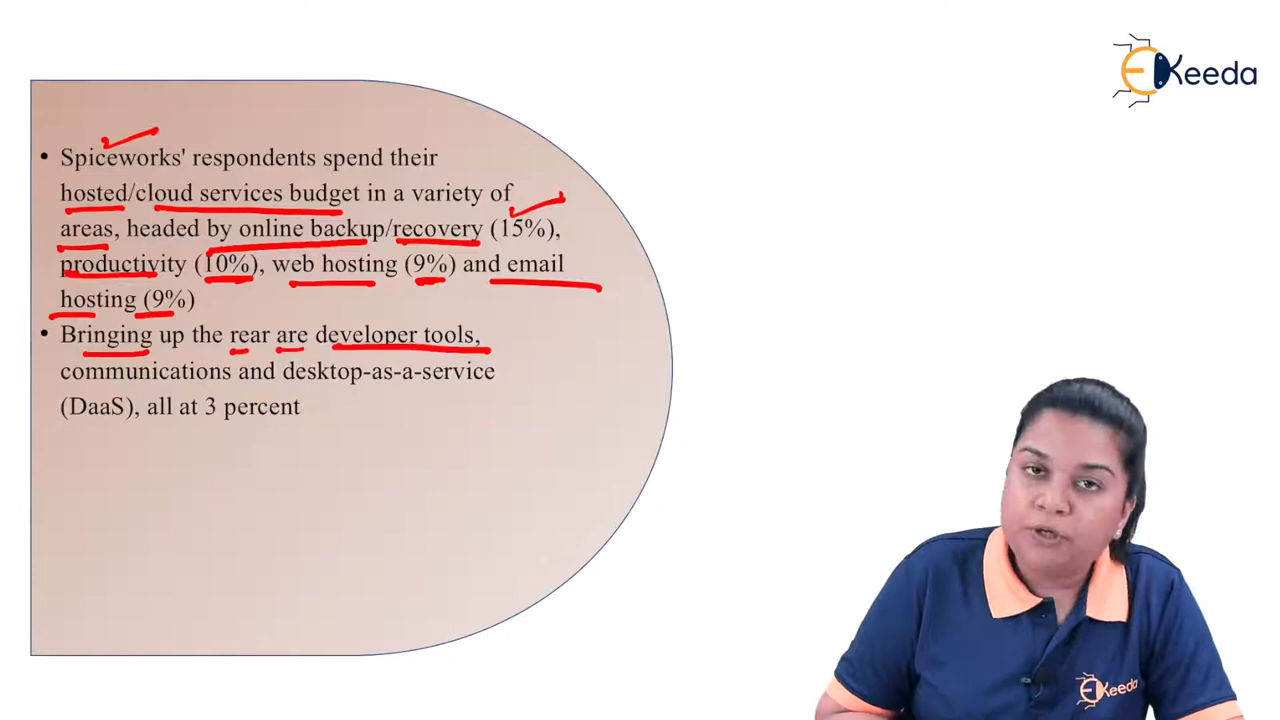 EKeeda
• Spiceworks' respondents spend their
hosted/cloud services budget in a variety of
areas, headed by online backup/recovery (15%),
productivity (10%), web hosting (9%) and email
hosting (9%)
• Bringing up the rear are developer tools,
communications and desktop-as-a-service
(DaaS), all at 3 percent
EKeeda